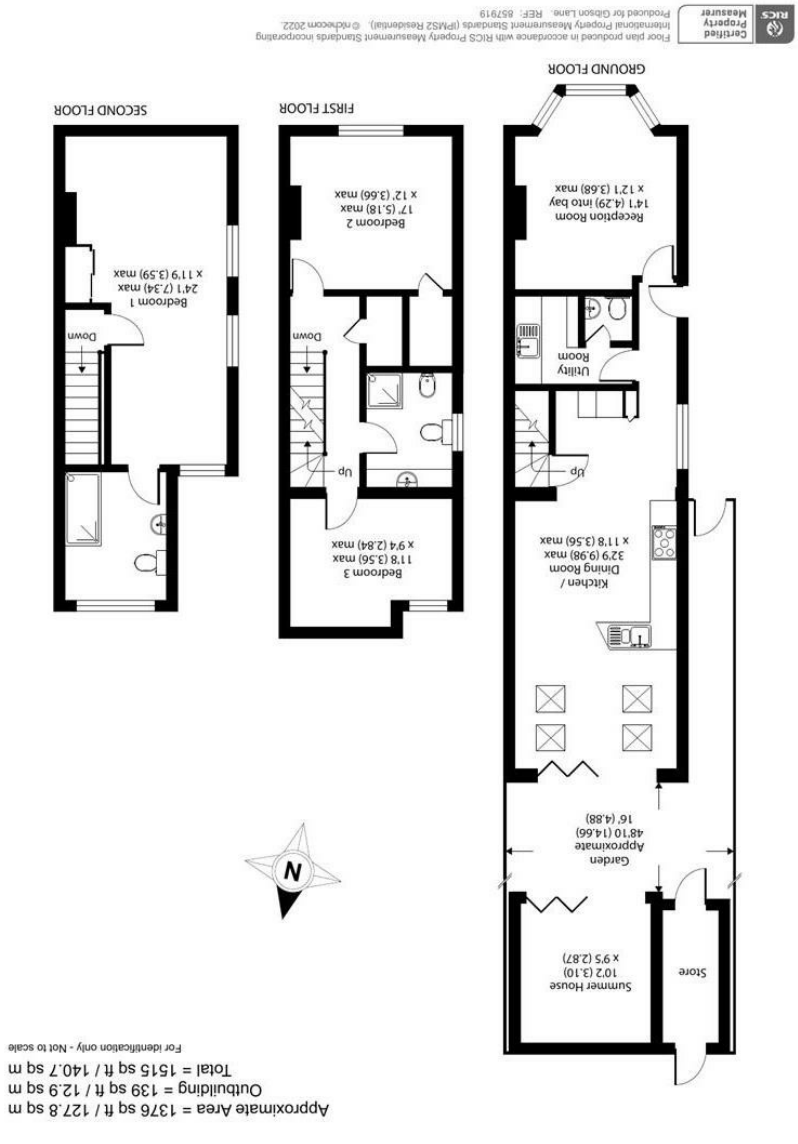 Approximate Area = 1376 sq ft / 127.8 sq m
Outbuilding = 139 sq ft / 12.9 sq m
Total = 1515 sq ft / 140.7 sq m
For identification only - Not to scale
Store
Summer House
10'2 (3.10)
x 9'5 (2.87)
Garden
Approximate
48'10 (14.66)
16' (4.88)
N
Kitchen /
Dining Room
32'9 (9.98) max
x 11'8 (3.56) max
Up
Utility
Room
Reception Room
14'1 (4.29) into bay
x 12'1 (3.68) max
GROUND FLOOR
Bedroom 3
11'8 (3.56) max
x 9'4 (2.84) max
Up
Down
Bedroom 2
17' (5.18) max
x 12' (3.66) max
FIRST FLOOR
Down
Bedroom 1
24'1 (7.34) max
x 11'9 (3.59) max
SECOND FLOOR
RICS
Certified
Property
Measurer
Floor plan produced in accordance with RICS Property Measurement Standards incorporating
International Property Measurement Standards (IPMS2 Residential). © nichecom 2022.
Produced for Gibson Lane. REF: 857919